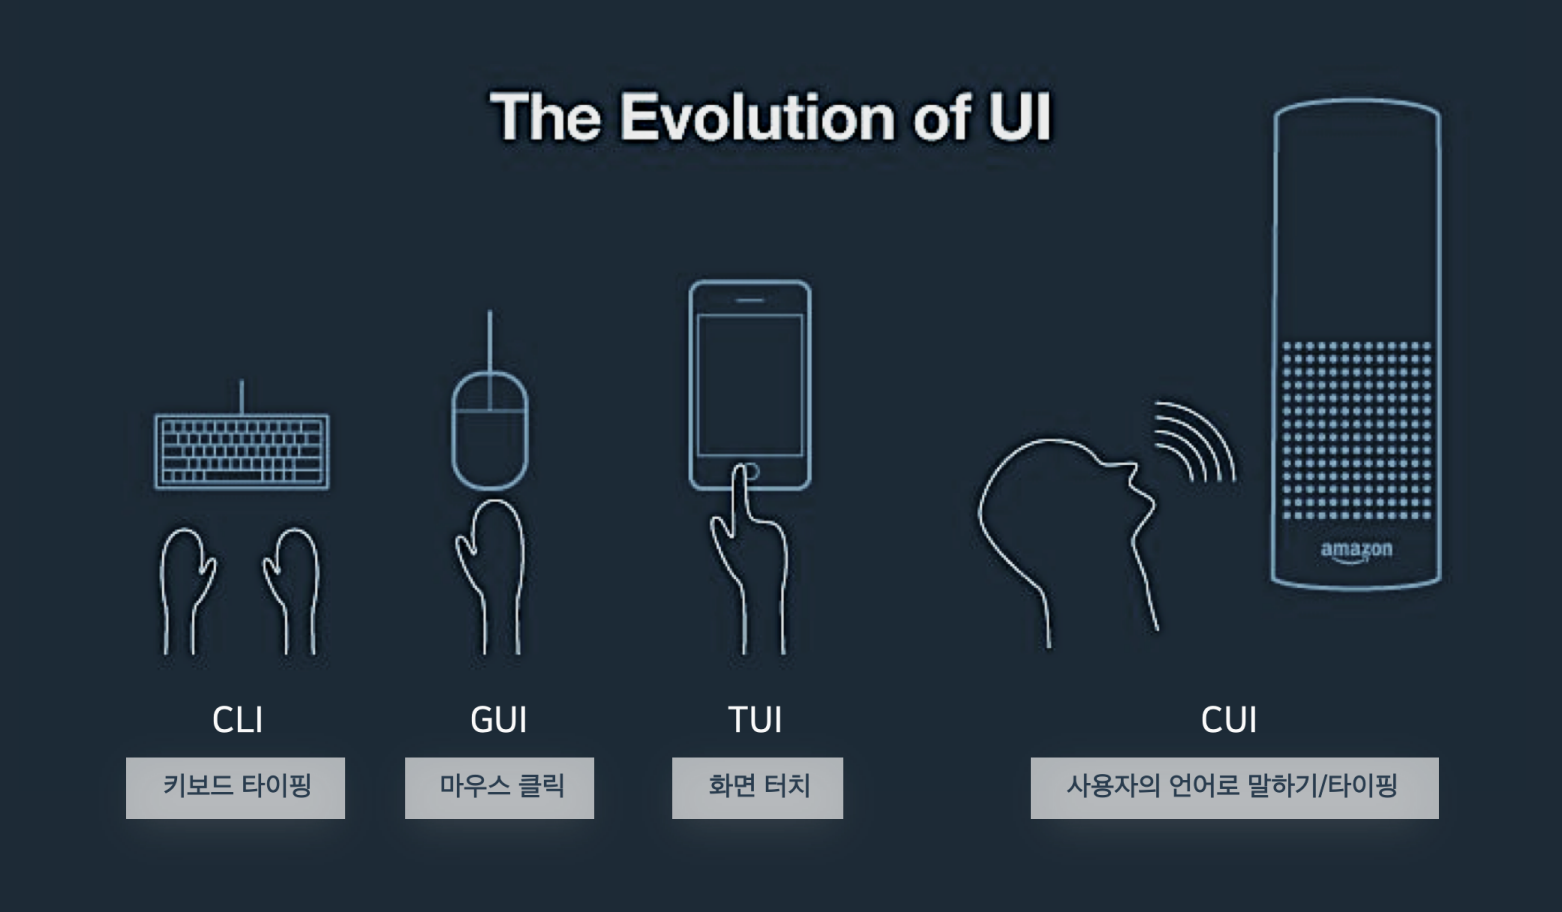 The Evolution of UI
amazon
CLI
GUI
TUI
CUI
키보드 타이핑
마우스 클릭
화면 터치
사용자의 언어로 말하기/타이핑